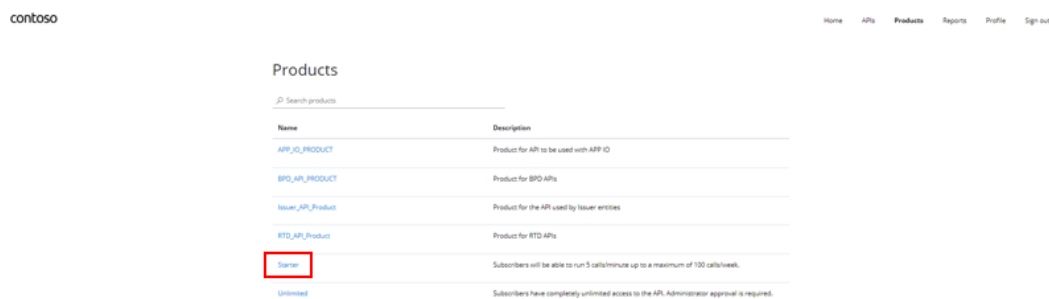 contoso
Home APIs Products Reports Profile Sign out
Products
Search products
Name Description
APP_IO_PRODUCT Product for API to be used with APP IO
BPD_API_PRODUCT Product for BPD APIs
Issuer_API_Product Product for the API used by Issuer entities
RTD_API_Product Product for RTD APIs
Starter Subscribers will be able to run 5 calls/minute up to a maximum of 100 calls/week.
Unlimited Subscribers have completely unlimited access to the API. Administrator approval is required.